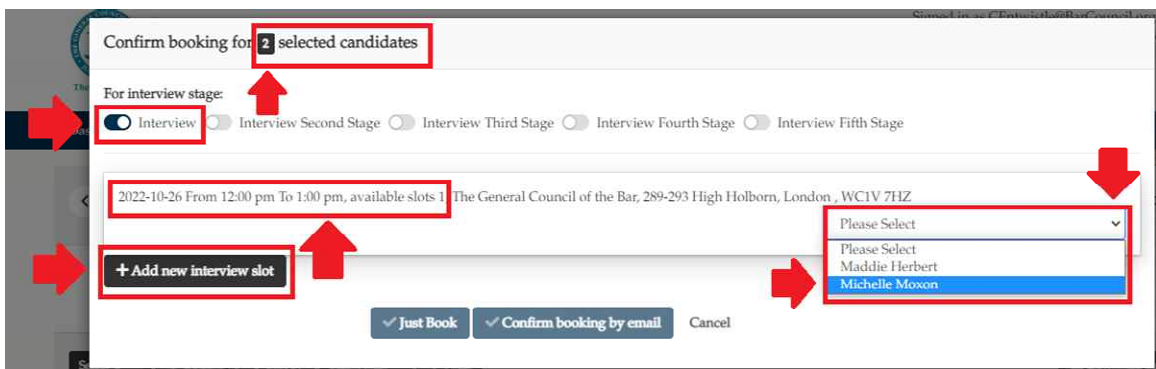 Signed in as CEntwistle@BarCouncil.org
Confirm booking for 2 selected candidates
For interview stage:
Interview Interview Second Stage Interview Third Stage Interview Fourth Stage Interview Fifth Stage
2022-10-26 From 12:00 pm To 1:00 pm, available slots 1, The General Council of the Bar, 289-293 High Holborn, London , WC1V 7HZ
Please Select
Please Select
Maddie Herbert
Michelle Moxon
+ Add new interview slot
Just Book Confirm booking by email Cancel